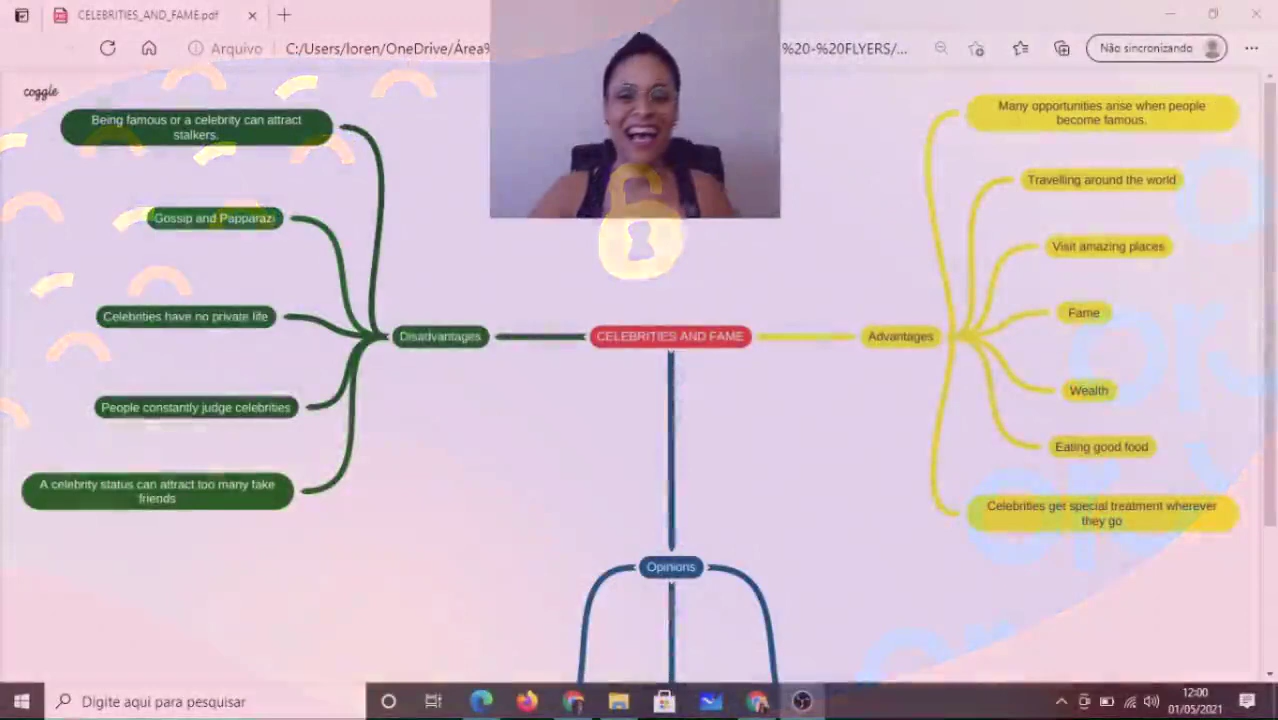 CELEBRITIES_AND_FAME.pdf
Arquivo
C:/Users/loren/OneDrive/Área%
%20-%20FLYERS/...
Não sincronizando
coggle
Being famous or a celebrity can attract
stalkers.
Gossip and Papparazi
Celebrities have no private life
People constantly judge celebrities
A celebrity status can attract too many fake
friends
Disadvantages
CELEBRITIES AND FAME
Advantages
Many opportunities arise when people
become famous.
Travelling around the world
Visit amazing places
Fame
Wealth
Eating good food
Celebrities get special treatment wherever
they go
Opinions
Digite aqui para pesquisar
12:00
01/05/2021